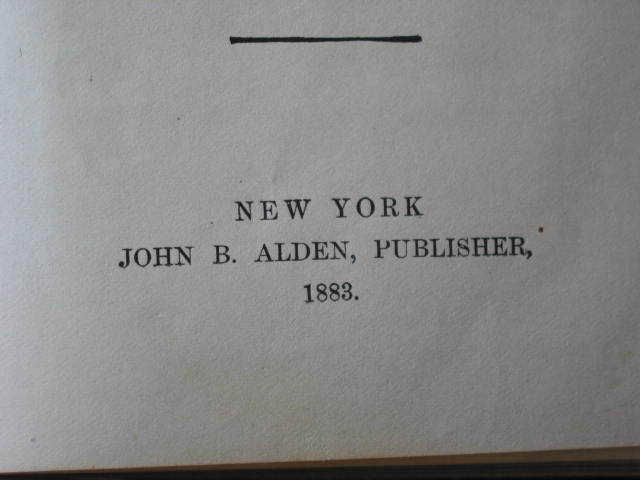 NEW YORK
JOHN B. ALDEN, PUBLISHER,
1883.